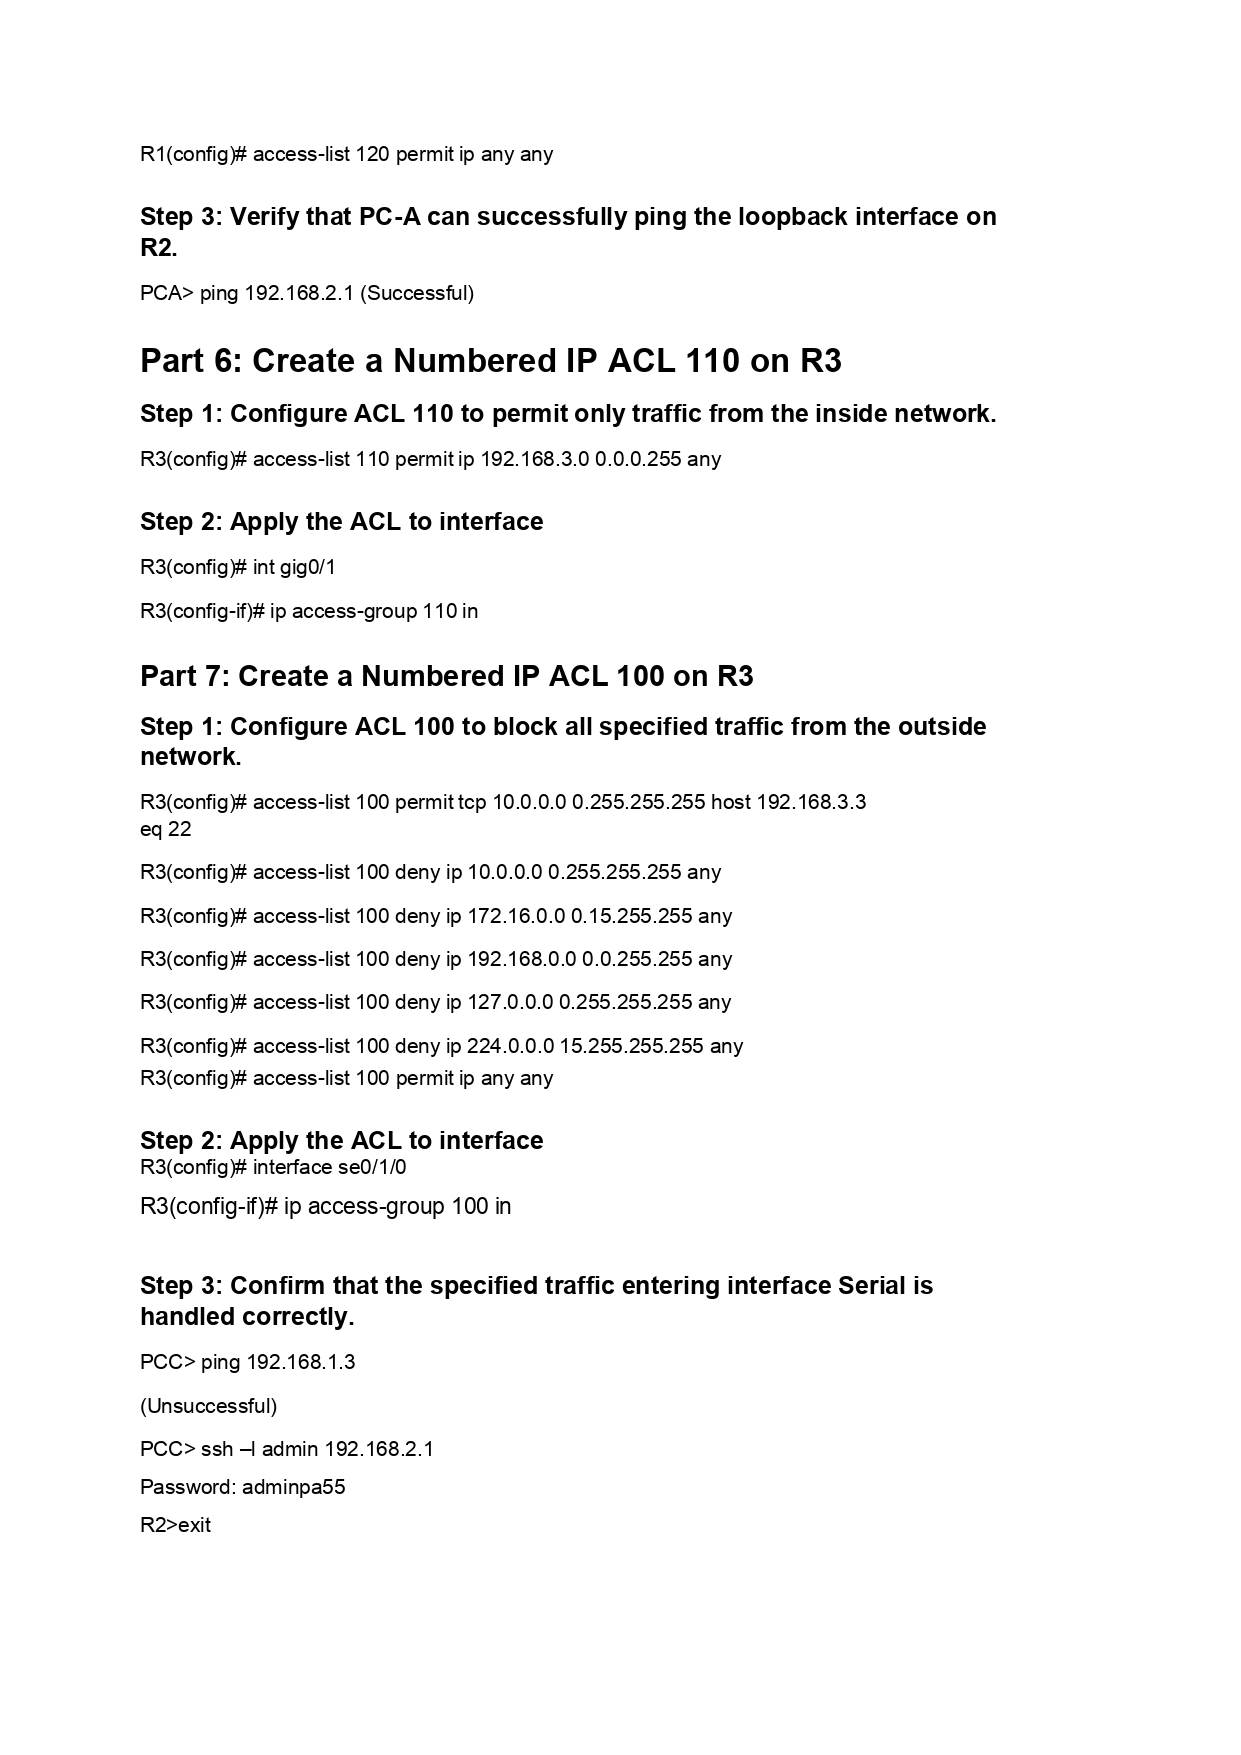 R1(config)# access-list 120 permit ip any any
Step 3: Verify that PC-A can successfully ping the loopback interface on
R2.
PCA> ping 192.168.2.1 (Successful)
Part 6: Create a Numbered IP ACL 110 on R3
Step 1: Configure ACL 110 to permit only traffic from the inside network.
R3(config)# access-list 110 permit ip 192.168.3.0 0.0.0.255 any
Step 2: Apply the ACL to interface
R3(config)# int gig0/1
R3(config-if)# ip access-group 110 in
Part 7: Create a Numbered IP ACL 100 on R3
Step 1: Configure ACL 100 to block all specified traffic from the outside
network.
R3(config)# access-list 100 permit tcp 10.0.0.0 0.255.255.255 host 192.168.3.3
eq 22
R3(config)# access-list 100 deny ip 10.0.0.0 0.255.255.255 any
R3(config)# access-list 100 deny ip 172.16.0.0 0.15.255.255 any
R3(config)# access-list 100 deny ip 192.168.0.0 0.0.255.255 any
R3(config)# access-list 100 deny ip 127.0.0.0 0.255.255.255 any
R3(config)# access-list 100 deny ip 224.0.0.0 15.255.255.255 any
R3(config)# access-list 100 permit ip any any
Step 2: Apply the ACL to interface
R3(config)# interface se0/1/0
R3(config-if)# ip access-group 100 in
Step 3: Confirm that the specified traffic entering interface Serial is
handled correctly.
PCC> ping 192.168.1.3
(Unsuccessful)
PCC> ssh –l admin 192.168.2.1
Password: adminpa55
R2>exit